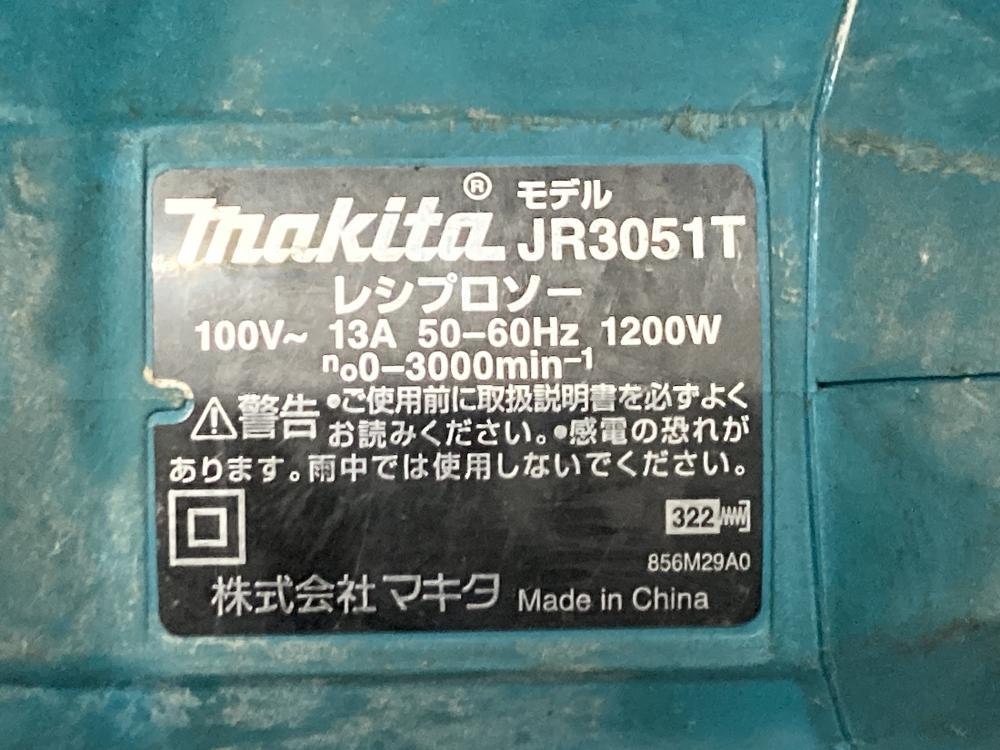 makita® モデル
JR3051T
レシプロソー
100V~ 13A 50-60Hz 1200W
no0-3000min-1
⚠警告 •ご使用前に取扱説明書を必ずよく
お読みください。•感電の恐れが
あります。雨中では使用しないでください。
322
856M29A0
株式会社マキタ Made in China